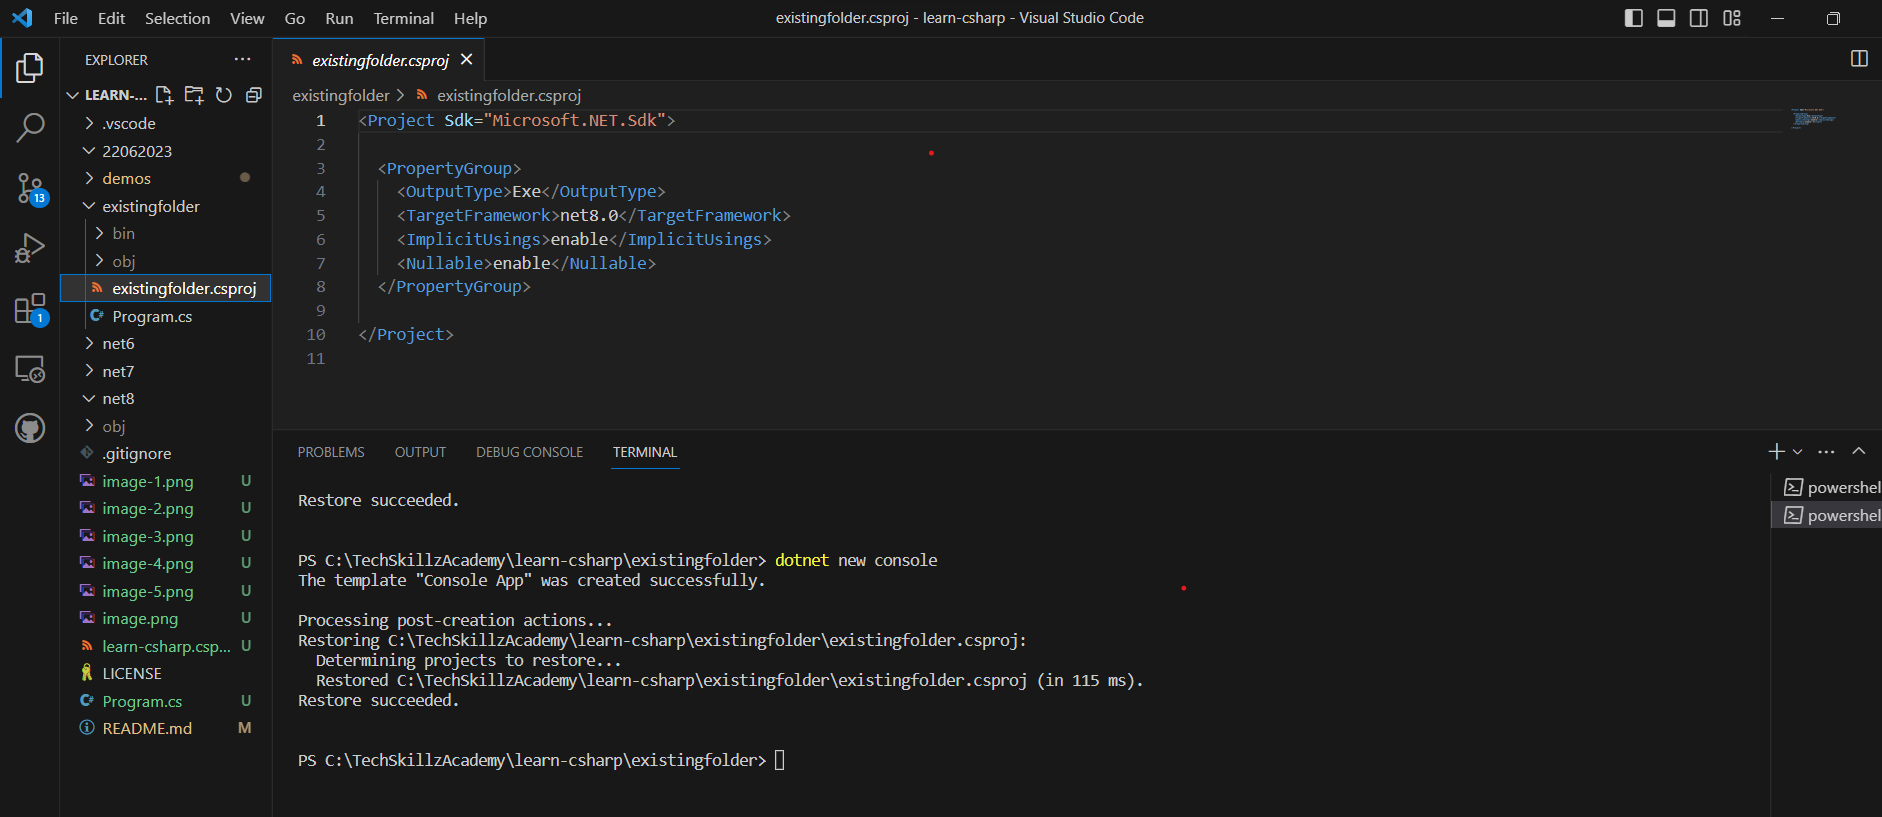 File Edit Selection View Go Run Terminal Help
existingfolder.csproj - learn-csharp - Visual Studio Code
EXPLORER
LEARN-...
.vscode
22062023
demos
existingfolder
bin
obj
existingfolder.csproj
Program.cs
net6
net7
net8
obj
.gitignore
image-1.png U
image-2.png U
image-3.png U
image-4.png U
image-5.png U
image.png U
learn-csharp.csp... U
LICENSE
Program.cs U
README.md M
13
1
existingfolder.csproj
existingfolder > existingfolder.csproj
1 <Project Sdk="Microsoft.NET.Sdk">
2
3 <PropertyGroup>
4 <OutputType>Exe</OutputType>
5 <TargetFramework>net8.0</TargetFramework>
6 <ImplicitUsings>enable</ImplicitUsings>
7 <Nullable>enable</Nullable>
8 </PropertyGroup>
9
10 </Project>
11
PROBLEMS OUTPUT DEBUG CONSOLE TERMINAL
Restore succeeded.
PS C:\TechSkillzAcademy\learn-csharp\existingfolder> dotnet new console
The template "Console App" was created successfully.
Processing post-creation actions...
Restoring C:\TechSkillzAcademy\learn-csharp\existingfolder\existingfolder.csproj:
Determining projects to restore...
Restored C:\TechSkillzAcademy\learn-csharp\existingfolder\existingfolder.csproj (in 115 ms).
Restore succeeded.
PS C:\TechSkillzAcademy\learn-csharp\existingfolder>
powershel
powershel